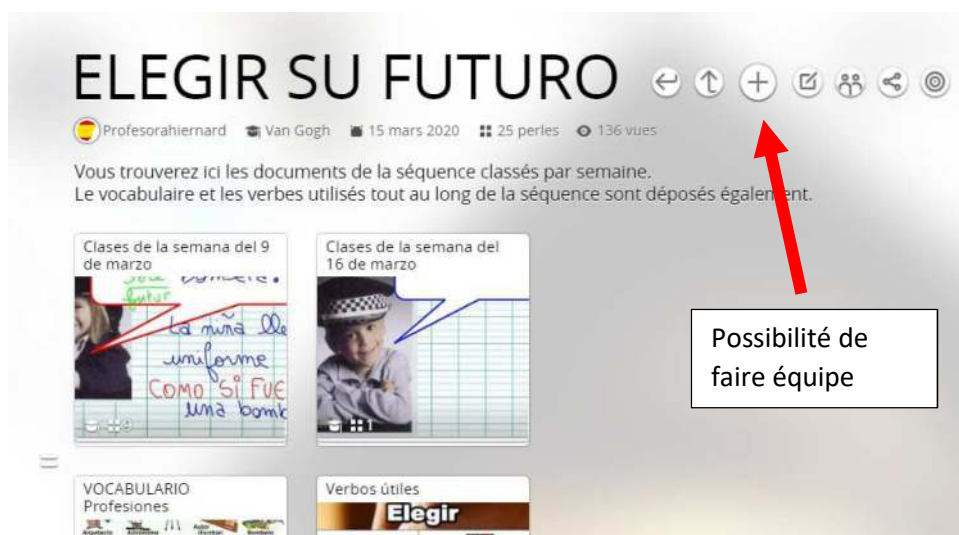 ELEGIR SU FUTURO
Profesorahiernard Van Gogh 15 mars 2020 25 perles 136 vues
Vous trouverez ici les documents de la séquence classés par semaine.
Le vocabulaire et les verbes utilisés tout au long de la séquence sont déposés également.
Clases de la semana del 9
de marzo
futur
La niña lle
uniforme
COMO SI FUE
una bomb
9
Clases de la semana del
16 de marzo
1
Possibilité de
faire équipe
VOCABULARIO
Profesiones
Verbos útiles
Elegir